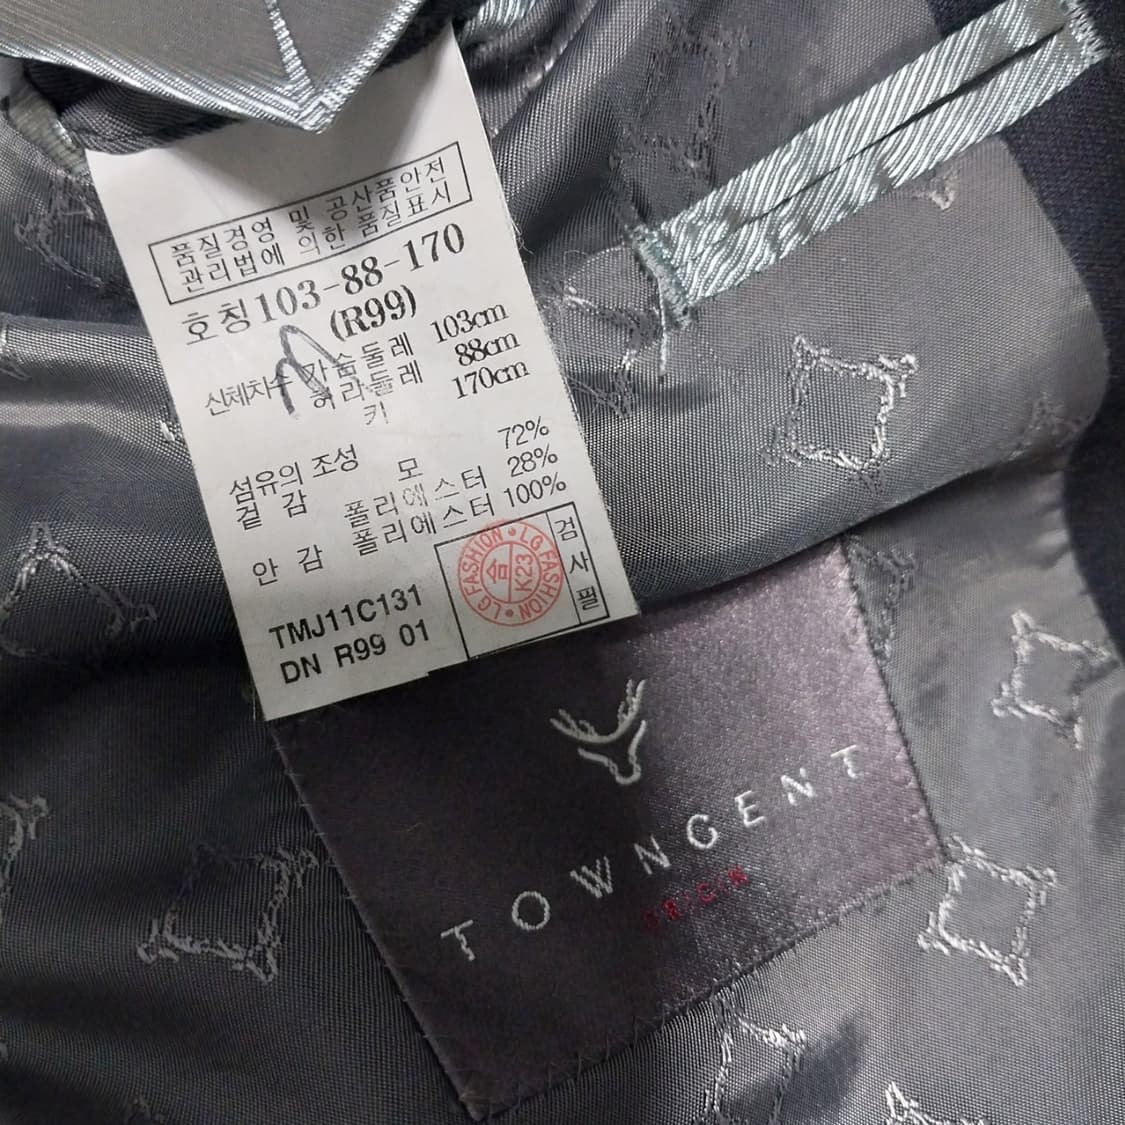 품질경영 및 공산품안전
관리법에 의한 품질표시
호칭 103-88-170
(R99)
신체치수 가슴둘레 103cm
허리둘레 88cm
키 170cm
섬유의 조성
겉 감 모 72%
폴리에스터 28%
안 감 폴리에스터 100%
TMJ11C131
DN R99 01
LG FASHION • LG FASHION •
합 K23
검사필
TOWNGENT
ORIGIN